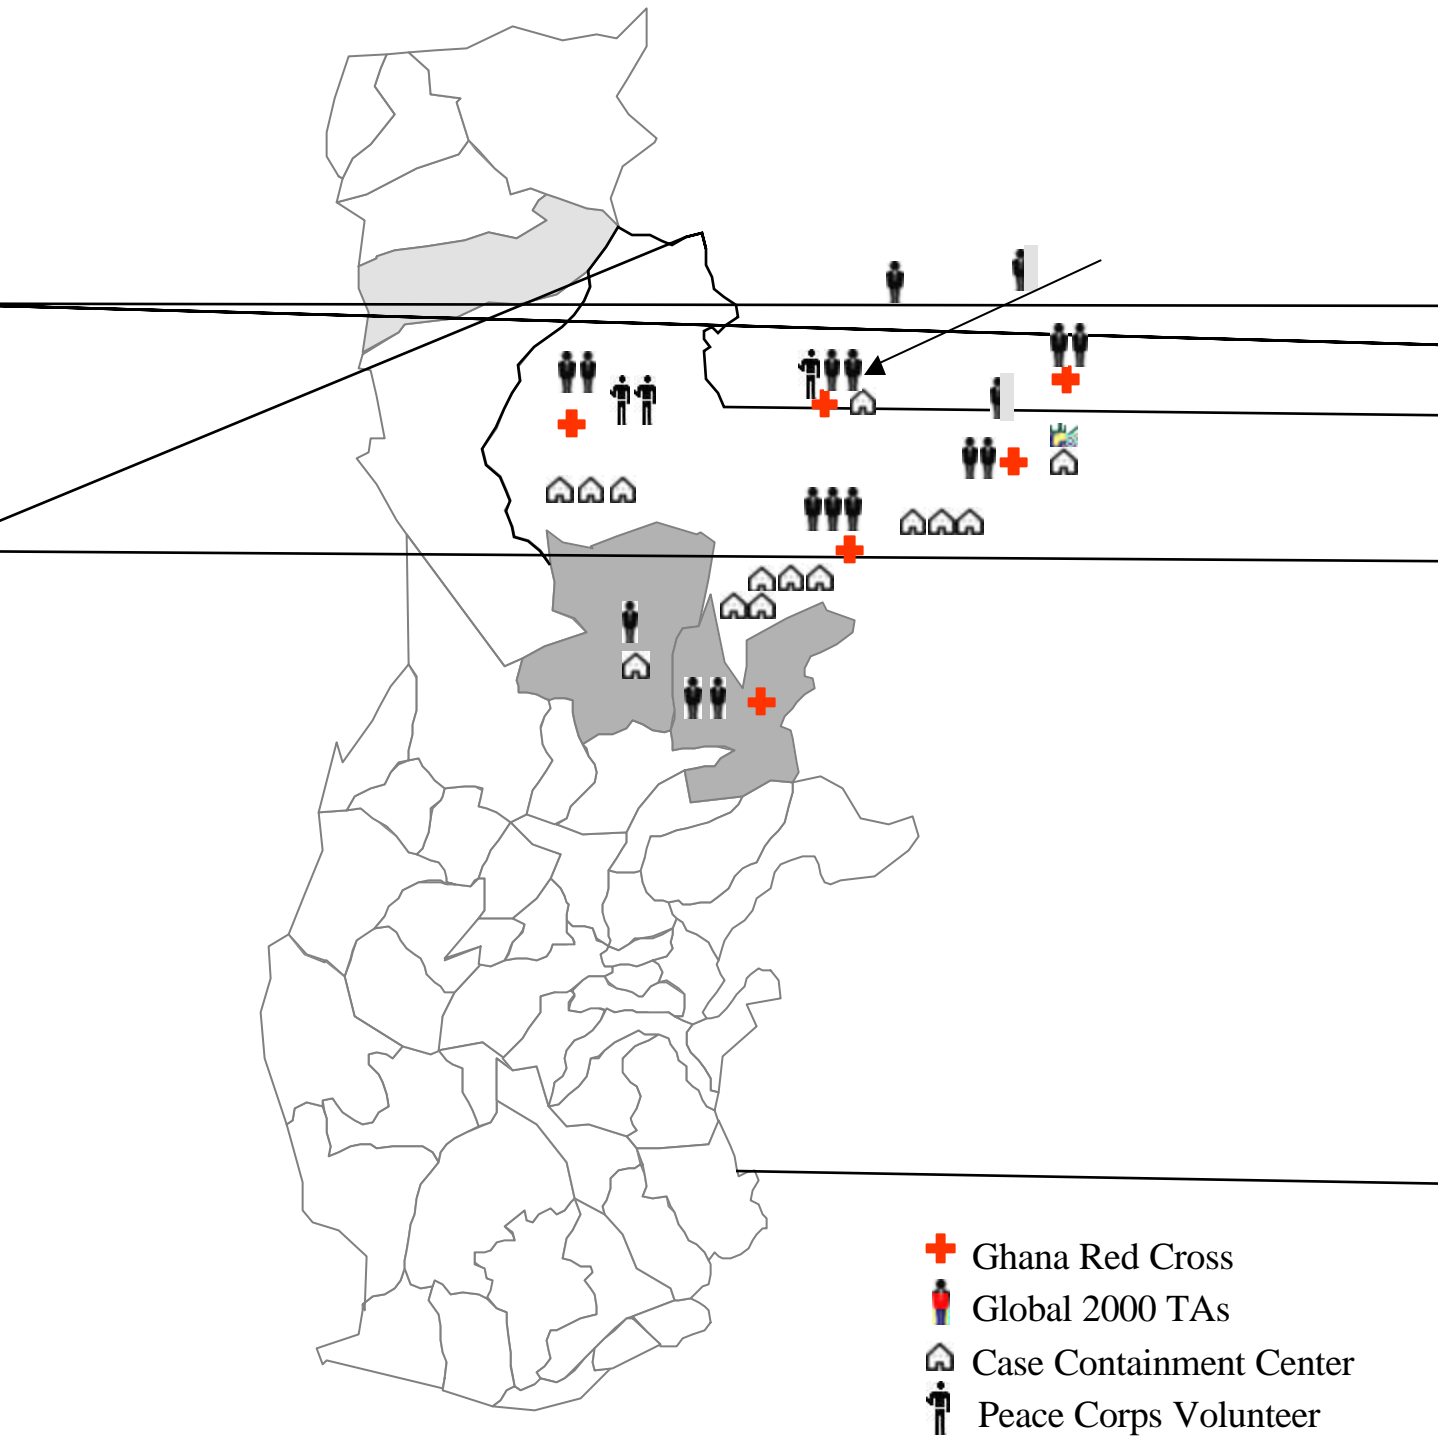 Ghana Red Cross
Global 2000 TAs
Case Containment Center
Peace Corps Volunteer